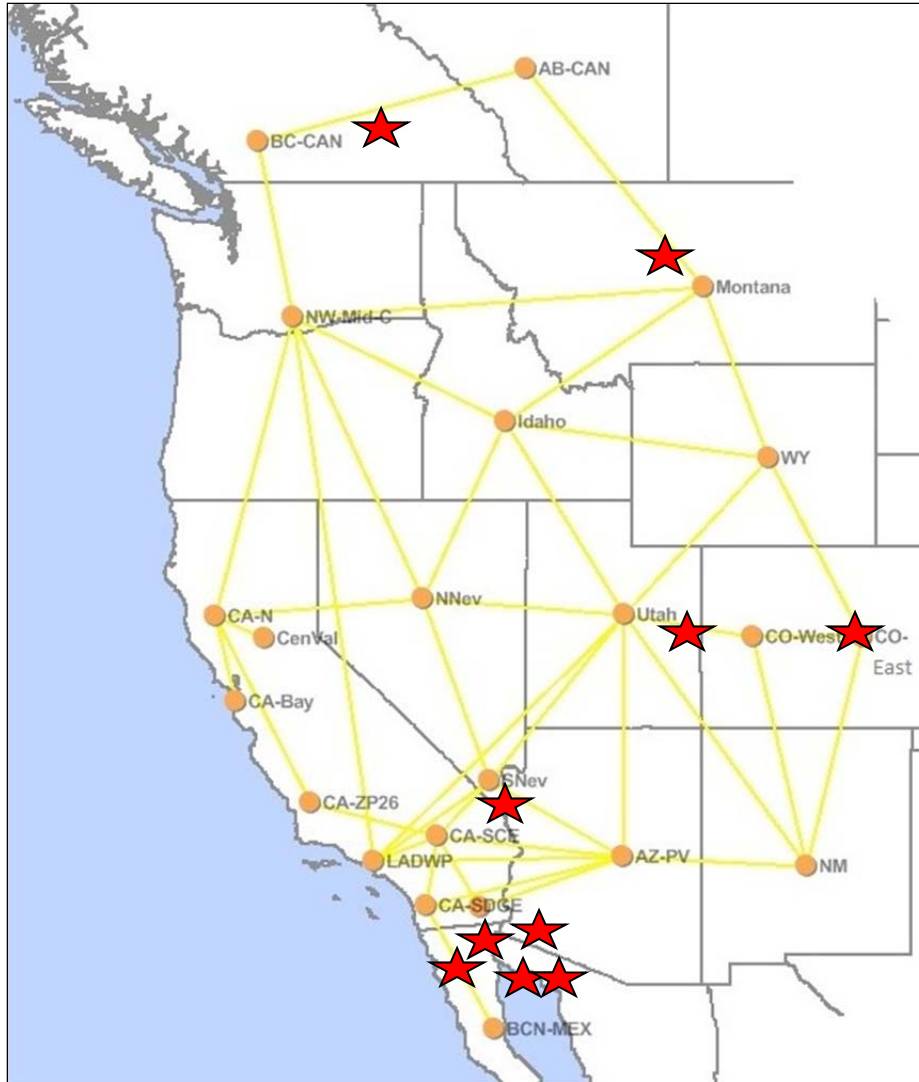 AB-CAN
BC-CAN
Montana
NW-Mid-C
Idaho
WY
NNev
CA-N
Utah
CenVal
CO-West
CO-
East
CA-Bay
SNev
CA-ZP26
CA-SCE
LADWP
AZ-PV
NM
CA-SDGE
BCN-MEX